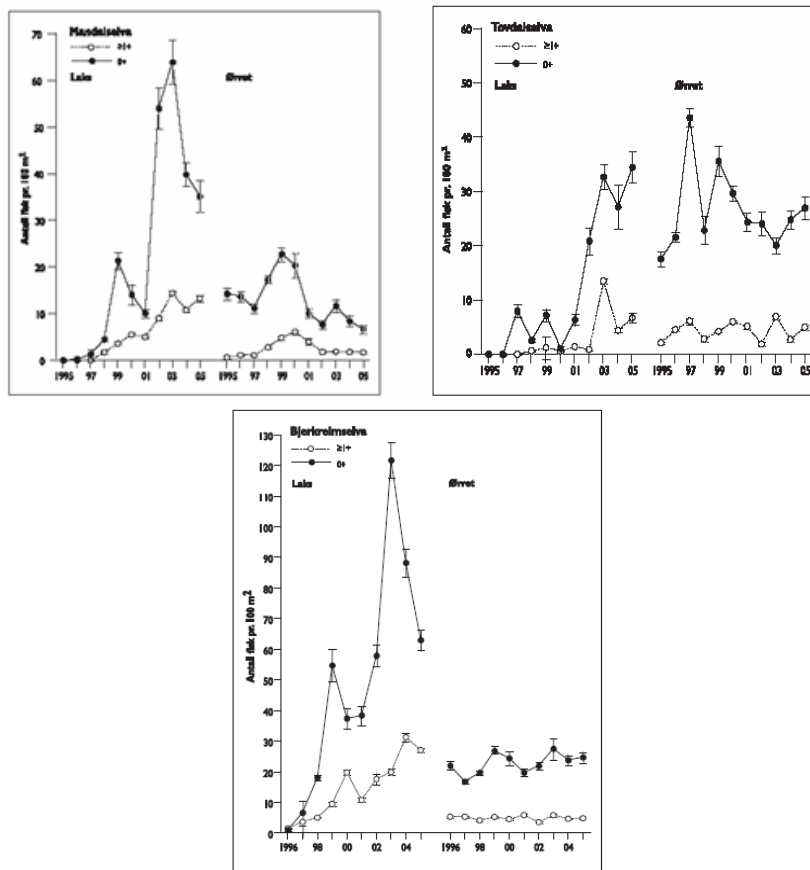 Mandalselva
≥1+
0+
Laks
Ørret
Antall fisk pr. 100 m²
70
60
50
40
30
20
10
0
1995 97 99 01 03 05
1995 97 99 01 03 05
Tovdalselva
≥1+
0+
Laks
Ørret
Antall fisk pr. 100 m²
60
50
40
30
20
10
0
1995 97 99 01 03 05
1995 97 99 01 03 05
Bjerkreimselva
≥1+
0+
Laks
Ørret
Antall fisk pr. 100 m²
130
120
110
100
90
80
70
60
50
40
30
20
10
0
1996 98 00 02 04
1996 98 00 02 04